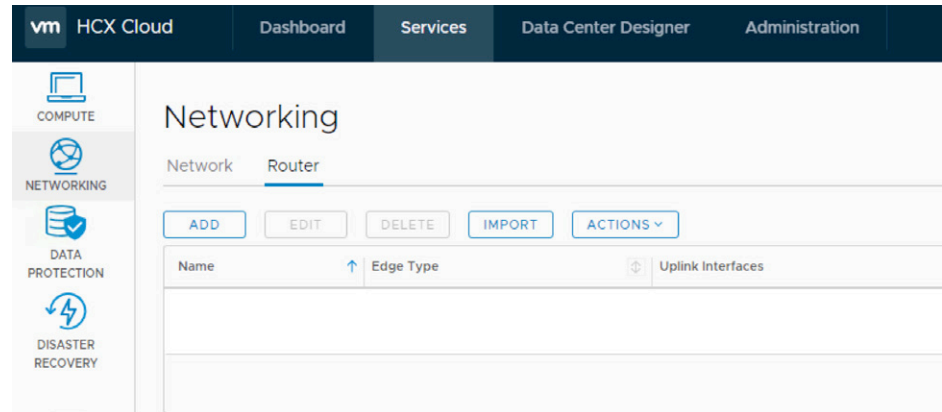 vm HCX Cloud Dashboard Services Data Center Designer Administration
COMPUTE
NETWORKING
DATA
PROTECTION
DISASTER
RECOVERY
Networking
Network Router
ADD EDIT DELETE IMPORT ACTIONS
Name Edge Type Uplink Interfaces